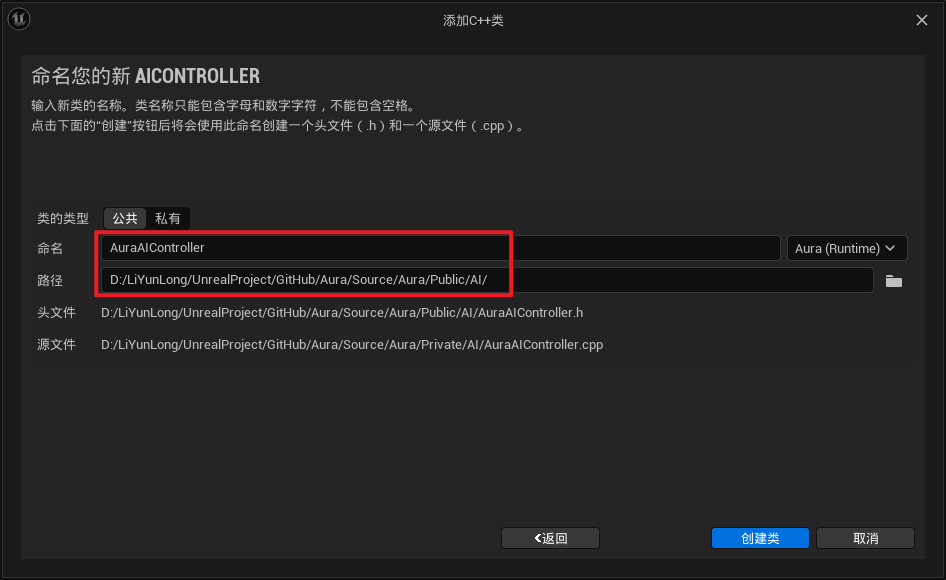 添加C++类
命名您的新 AICONTROLLER
输入新类的名称。类名称只能包含字母和数字字符，不能包含空格。
点击下面的"创建"按钮后将会使用此命名创建一个头文件（.h）和一个源文件（.cpp）。
类的类型 公共 私有
命名 AuraAIController Aura (Runtime)
路径 D:/LiYunLong/UnrealProject/GitHub/Aura/Source/Aura/Public/AI/
头文件 D:/LiYunLong/UnrealProject/GitHub/Aura/Source/Aura/Public/AI/AuraAIController.h
源文件 D:/LiYunLong/UnrealProject/GitHub/Aura/Source/Aura/Private/AI/AuraAIController.cpp
返回 创建类 取消